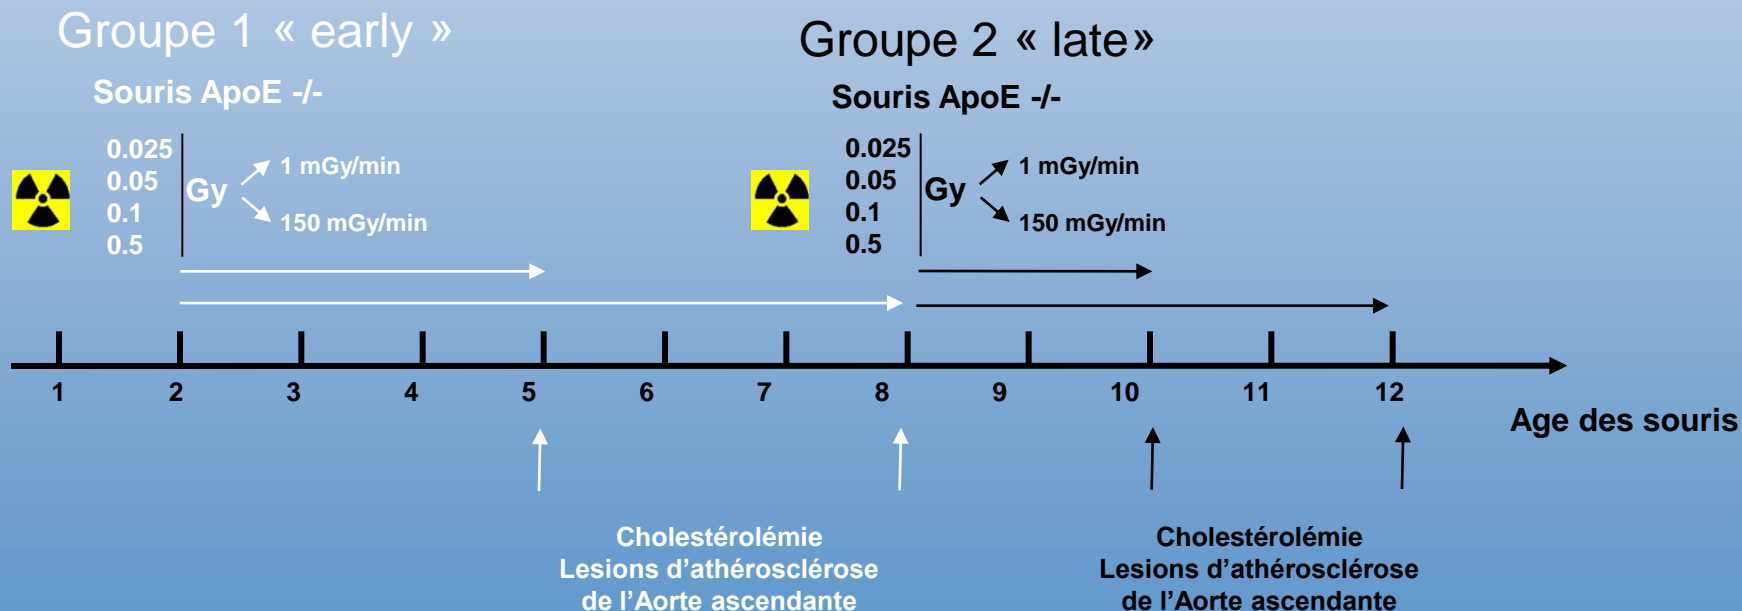 Groupe 1 « early »
Souris ApoE -/-
0.025
0.05
0.1
0.5
Gy
1 mGy/min
150 mGy/min
Groupe 2 « late»
Souris ApoE -/-
0.025
0.05
0.1
0.5
Gy
1 mGy/min
150 mGy/min
1 2 3 4 5 6 7 8 9 10 11 12
Age des souris
Cholestérolémie
Lesions d'athérosclérose
de l'Aorte ascendante
Cholestérolémie
Lesions d'athérosclérose
de l'Aorte ascendante